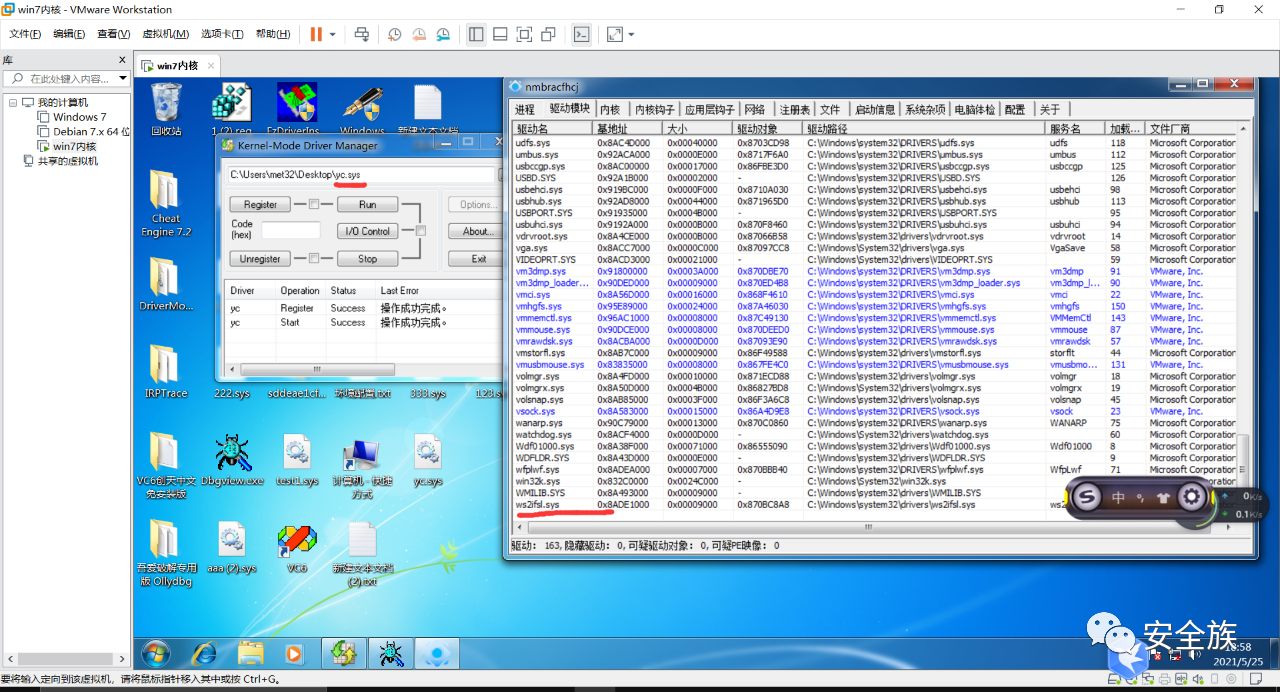 win7内核 - VMware Workstation
文件(F) 编辑(E) 查看(V) 虚拟机(M) 选项卡(T) 帮助(H)
库
在此处键入内容...
我的计算机
Windows 7
Debian 7.x 64 位
win7内核
共享的虚拟机
win7内核
回收站
1 (2).reg
FzDriverIns...
Windows
新建文本文档
Cheat Engine 7.2
DriverMo...
IRPTrace
222.sys
sddeae1cf...
环境配置.txt
333.sys
123.sy
VC6创天中文免安装版
Dbgview.exe
test1.sys
计算机 - 快捷方式
yc.sys
吾爱破解专用版 Ollydbg
aaa (2).sys
VC6
新建文本文档 (2).txt
Kernel-Mode Driver Manager
C:\Users\met32\Desktop\yc.sys
Register Run Options...
Code (hex) I/O Control About...
Unregister Stop Exit
Driver Operation Status Last Error
yc Register Success 操作成功完成。
yc Start Success 操作成功完成。
nmbracfhcj
进程 驱动模块 内核 内核钩子 应用层钩子 网络 注册表 文件 启动信息 系统杂项 电脑体检 配置 关于
驱动名 基地址 大小 驱动对象 驱动路径 服务名 加载... 文件厂商
udfs.sys 0x8AC4D000 0x00040000 0x8703CD98 C:\Windows\system32\DRIVERS\udfs.sys udfs 118 Microsoft Corporation
umbus.sys 0x92ACA000 0x0000E000 0x8717F6A0 C:\Windows\system32\DRIVERS\umbus.sys umbus 112 Microsoft Corporation
usbccgp.sys 0x8AC00000 0x00017000 0x86FBE3D0 C:\Windows\system32\DRIVERS\usbccgp.sys usbccgp 125 Microsoft Corporation
USBD.SYS 0x92A1B000 0x00002000 - C:\Windows\system32\DRIVERS\USBD.SYS 126 Microsoft Corporation
usbehci.sys 0x919BC000 0x0000F000 0x8710A030 C:\Windows\system32\DRIVERS\usbehci.sys usbehci 98 Microsoft Corporation
usbhub.sys 0x92AD8000 0x00044000 0x871965D0 C:\Windows\system32\DRIVERS\usbhub.sys usbhub 113 Microsoft Corporation
USBPORT.SYS 0x91935000 0x0004B000 - C:\Windows\system32\DRIVERS\USBPORT.SYS 95 Microsoft Corporation
usbuhci.sys 0x9192A000 0x0000B000 0x870F8460 C:\Windows\system32\DRIVERS\usbuhci.sys usbuhci 94 Microsoft Corporation
vdrvroot.sys 0x8A4CE000 0x0000B000 0x87066B58 C:\Windows\system32\drivers\vdrvroot.sys vdrvroot 14 Microsoft Corporation
vga.sys 0x8ACC7000 0x0000C000 0x87097CC8 C:\Windows\System32\drivers\vga.sys VgaSave 58 Microsoft Corporation
VIDEOPRT.SYS 0x8ACD3000 0x00021000 - C:\Windows\System32\drivers\VIDEOPRT.SYS 59 Microsoft Corporation
vm3dmp.sys 0x91800000 0x0003A000 0x870DBE70 C:\Windows\system32\DRIVERS\vm3dmp.sys vm3dmp 91 VMware, Inc.
vm3dmp_loader... 0x90DED000 0x00009000 0x870ED4B8 C:\Windows\system32\DRIVERS\vm3dmp_loader.sys vm3dmp_l... 90 VMware, Inc.
vmci.sys 0x8A56D000 0x00016000 0x868F4610 C:\Windows\system32\DRIVERS\vmci.sys vmci 22 VMware, Inc.
vmhgfs.sys 0x95E89000 0x00024000 0x87A46030 C:\Windows\system32\DRIVERS\vmhgfs.sys vmhgfs 150 VMware, Inc.
vmmemctl.sys 0x96AC1000 0x00008000 0x87C49130 C:\Windows\system32\DRIVERS\vmmemctl.sys VMMemCtl 143 VMware, Inc.
vmmouse.sys 0x90DCE000 0x00008000 0x870DEED0 C:\Windows\system32\DRIVERS\vmmouse.sys vmmouse 87 VMware, Inc.
vmrawdsk.sys 0x8ACBA000 0x0000D000 0x87093E90 C:\Windows\system32\DRIVERS\vmrawdsk.sys vmrawdsk 57 VMware, Inc.
vmstorfl.sys 0x8AB7C000 0x00009000 0x86F49588 C:\Windows\system32\drivers\vmstorfl.sys storflt 44 Microsoft Corporation
vmusbmouse.sys 0x83835000 0x00008000 0x867FE4C0 C:\Windows\system32\drivers\vmusbmouse.sys vmusbmo... 131 VMware, Inc.
volmgr.sys 0x8A4FD000 0x00010000 0x871ECD88 C:\Windows\system32\drivers\volmgr.sys volmgr 18 Microsoft Corporation
volmgrx.sys 0x8A50D000 0x0004B000 0x86827BD8 C:\Windows\System32\drivers\volmgrx.sys volmgrx 19 Microsoft Corporation
volsnap.sys 0x8AB85000 0x0003F000 0x86F3A6C8 C:\Windows\system32\drivers\volsnap.sys volsnap 45 Microsoft Corporation
vsock.sys 0x8A583000 0x00015000 0x86A4D9E8 C:\Windows\system32\DRIVERS\vsock.sys vsock 23 VMware, Inc.
wanarp.sys 0x90C79000 0x00013000 0x870C0860 C:\Windows\system32\DRIVERS\wanarp.sys WANARP 75 Microsoft Corporation
watchdog.sys 0x8ACF4000 0x0000D000 - C:\Windows\System32\drivers\watchdog.sys 60 Microsoft Corporation
Wdf01000.sys 0x8A38F000 0x00071000 0x86555090 C:\Windows\system32\drivers\Wdf01000.sys Wdf01000 8 Microsoft Corporation
WDFLDR.SYS 0x8A43D000 0x0000E000 - C:\Windows\system32\drivers\WDFLDR.SYS 9 Microsoft Corporation
wfplwf.sys 0x8ADEA000 0x00007000 0x870BBB40 C:\Windows\system32\DRIVERS\wfplwf.sys WfpLwf 71 Microsoft Corporation
win32k.sys 0x832C0000 0x0024C000 - C:\Windows\System32\win32k.sys
WMILIB.SYS 0x8A493000 0x00009000 - C:\Windows\system32\drivers\WMILIB.SYS
ws2ifsl.sys 0x8ADE1000 0x00009000 0x870BC8A8 C:\Windows\system32\drivers\ws2ifsl.sys ws2
驱动: 163,隐藏驱动: 0,可疑驱动对象: 0,可疑PE映像: 0
中
0K/s
0.1K/s
安全族
18:58
2021/5/25
要将输入定向到该虚拟机，请将鼠标指针移入其中或按 Ctrl+G。